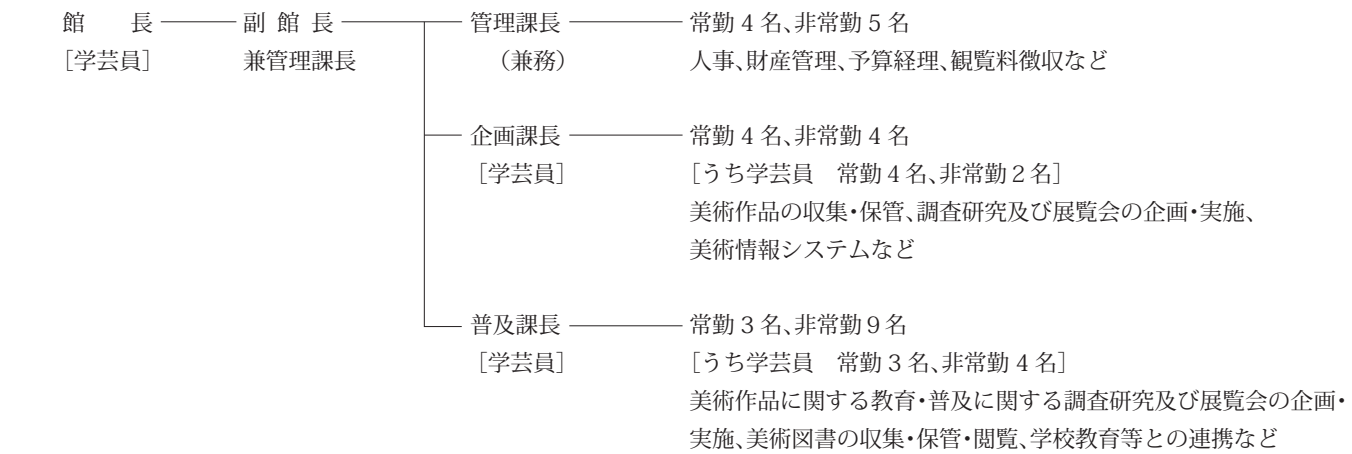 館　長 副館長 管理課長 常勤4名、非常勤5名
［学芸員］ 兼管理課長 （兼務） 人事、財産管理、予算経理、観覧料徴収など
企画課長 常勤4名、非常勤4名
［学芸員］ ［うち学芸員　常勤4名、非常勤2名］
美術作品の収集・保管、調査研究及び展覧会の企画・実施、
美術情報システムなど
普及課長 常勤3名、非常勤9名
［学芸員］ ［うち学芸員　常勤3名、非常勤4名］
美術作品に関する教育・普及に関する調査研究及び展覧会の企画・
実施、美術図書の収集・保管・閲覧、学校教育等との連携など